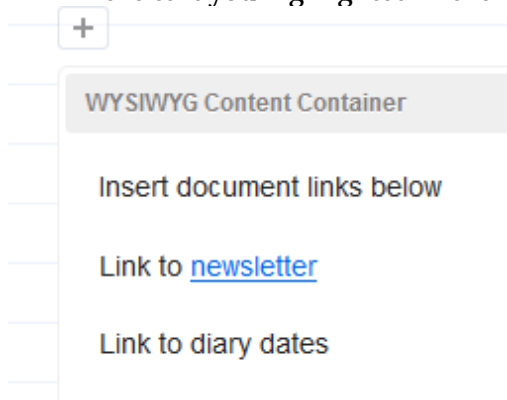 +
WYSIWYG Content Container
Insert document links below
Link to newsletter
Link to diary dates